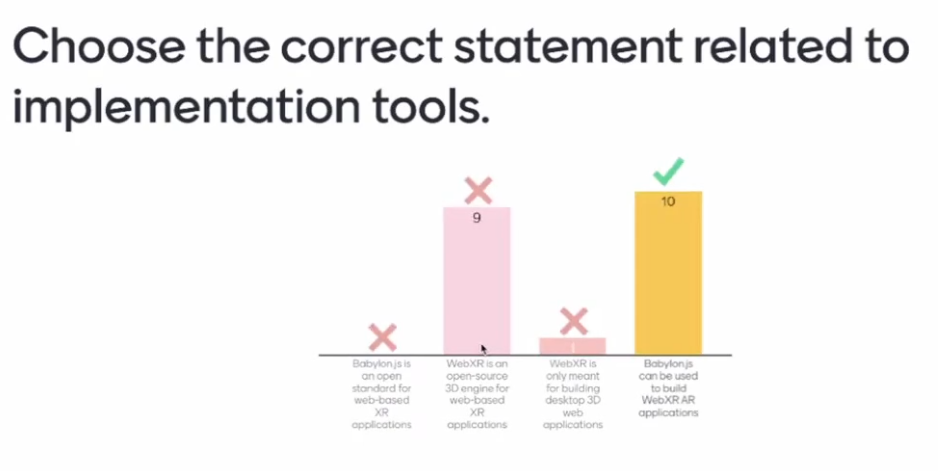 Choose the correct statement related to
implementation tools.
9
10
1
Babylon.js is
an open
standard for
web-based
XR
applications
WebXR is an
open-source
3D engine for
web-based
XR
applications
WebXR is
only meant
for building
desktop 3D
web
applications
Babylon.js
can be used
to build
WebXR AR
applications